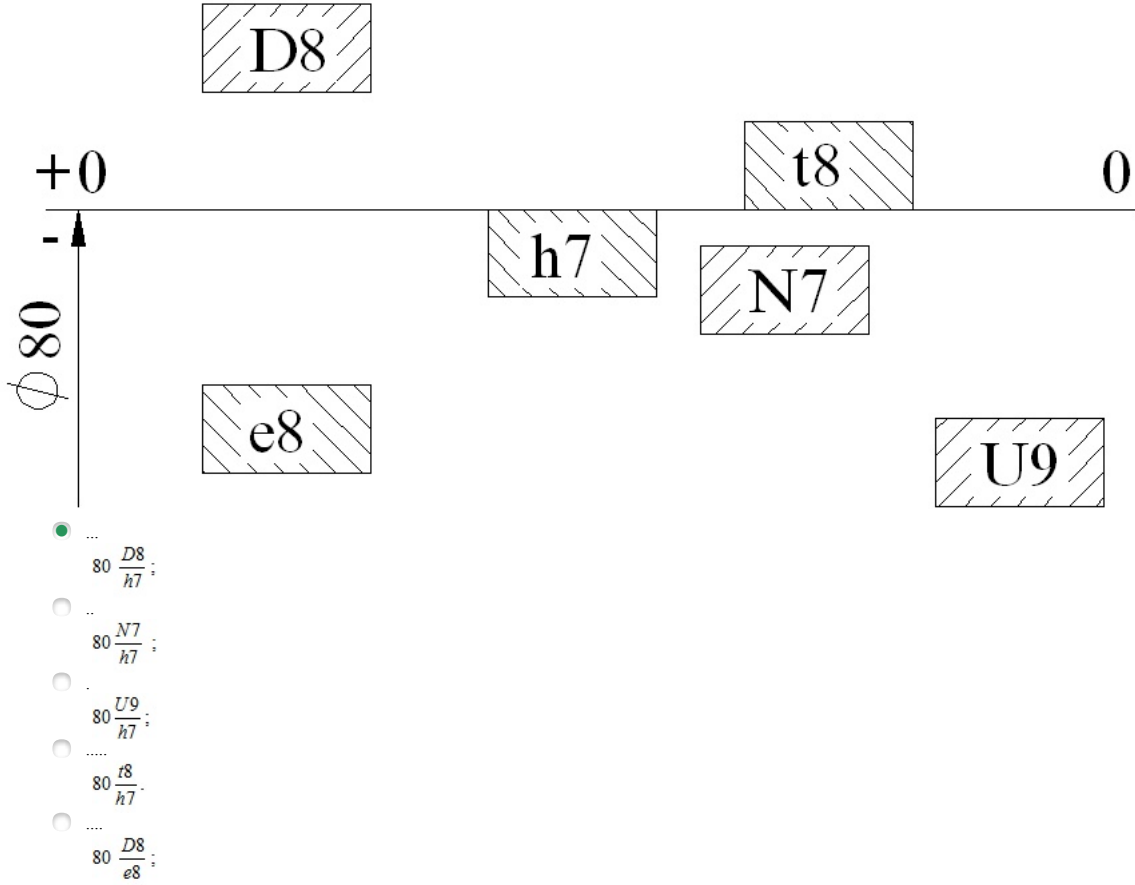 D8
+0
t8
0
-
h7
N7
⌀80
e8
U9
...
80 D8/h7 ;
..
80 N7/h7 ;
.
80 U9/h7 ;
.....
80 t8/h7 .
....
80 D8/e8 ;